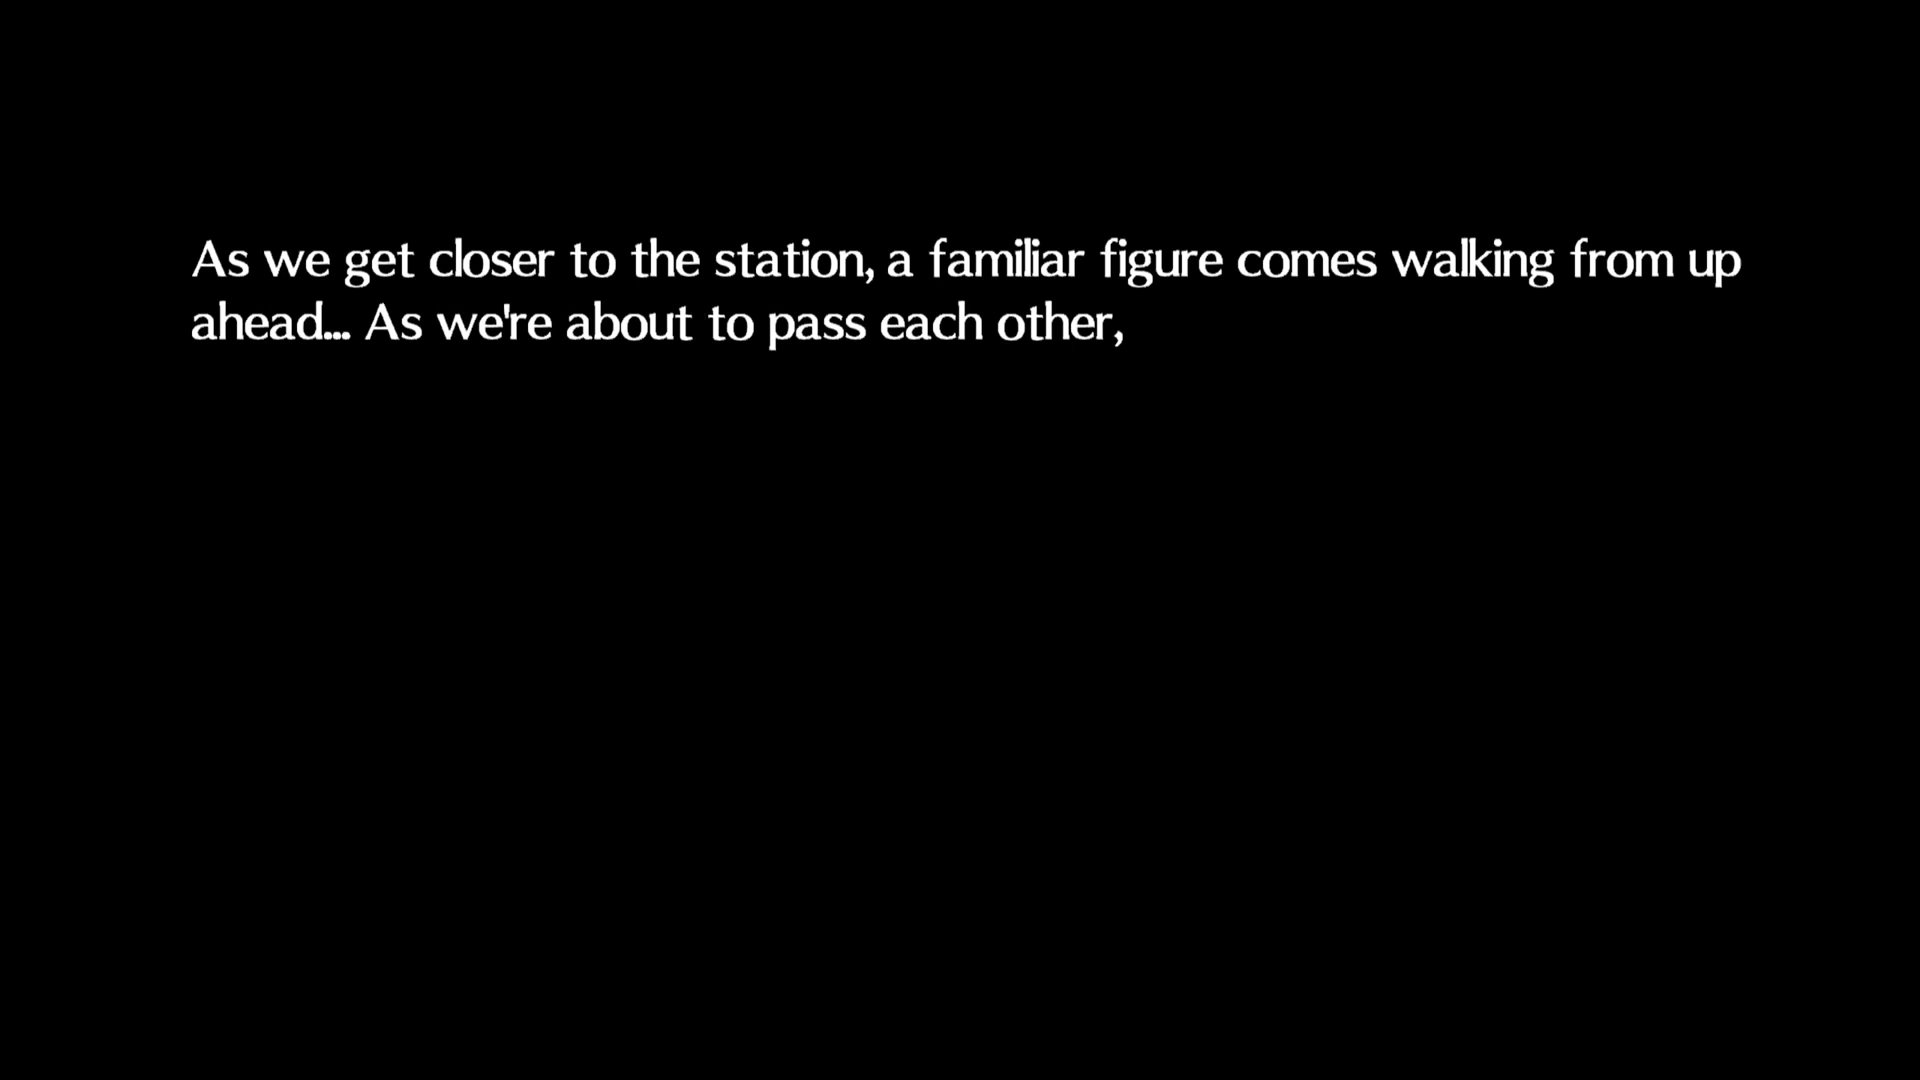 As we get closer to the station, a familiar figure comes walking from up
ahead... As we're about to pass each other,